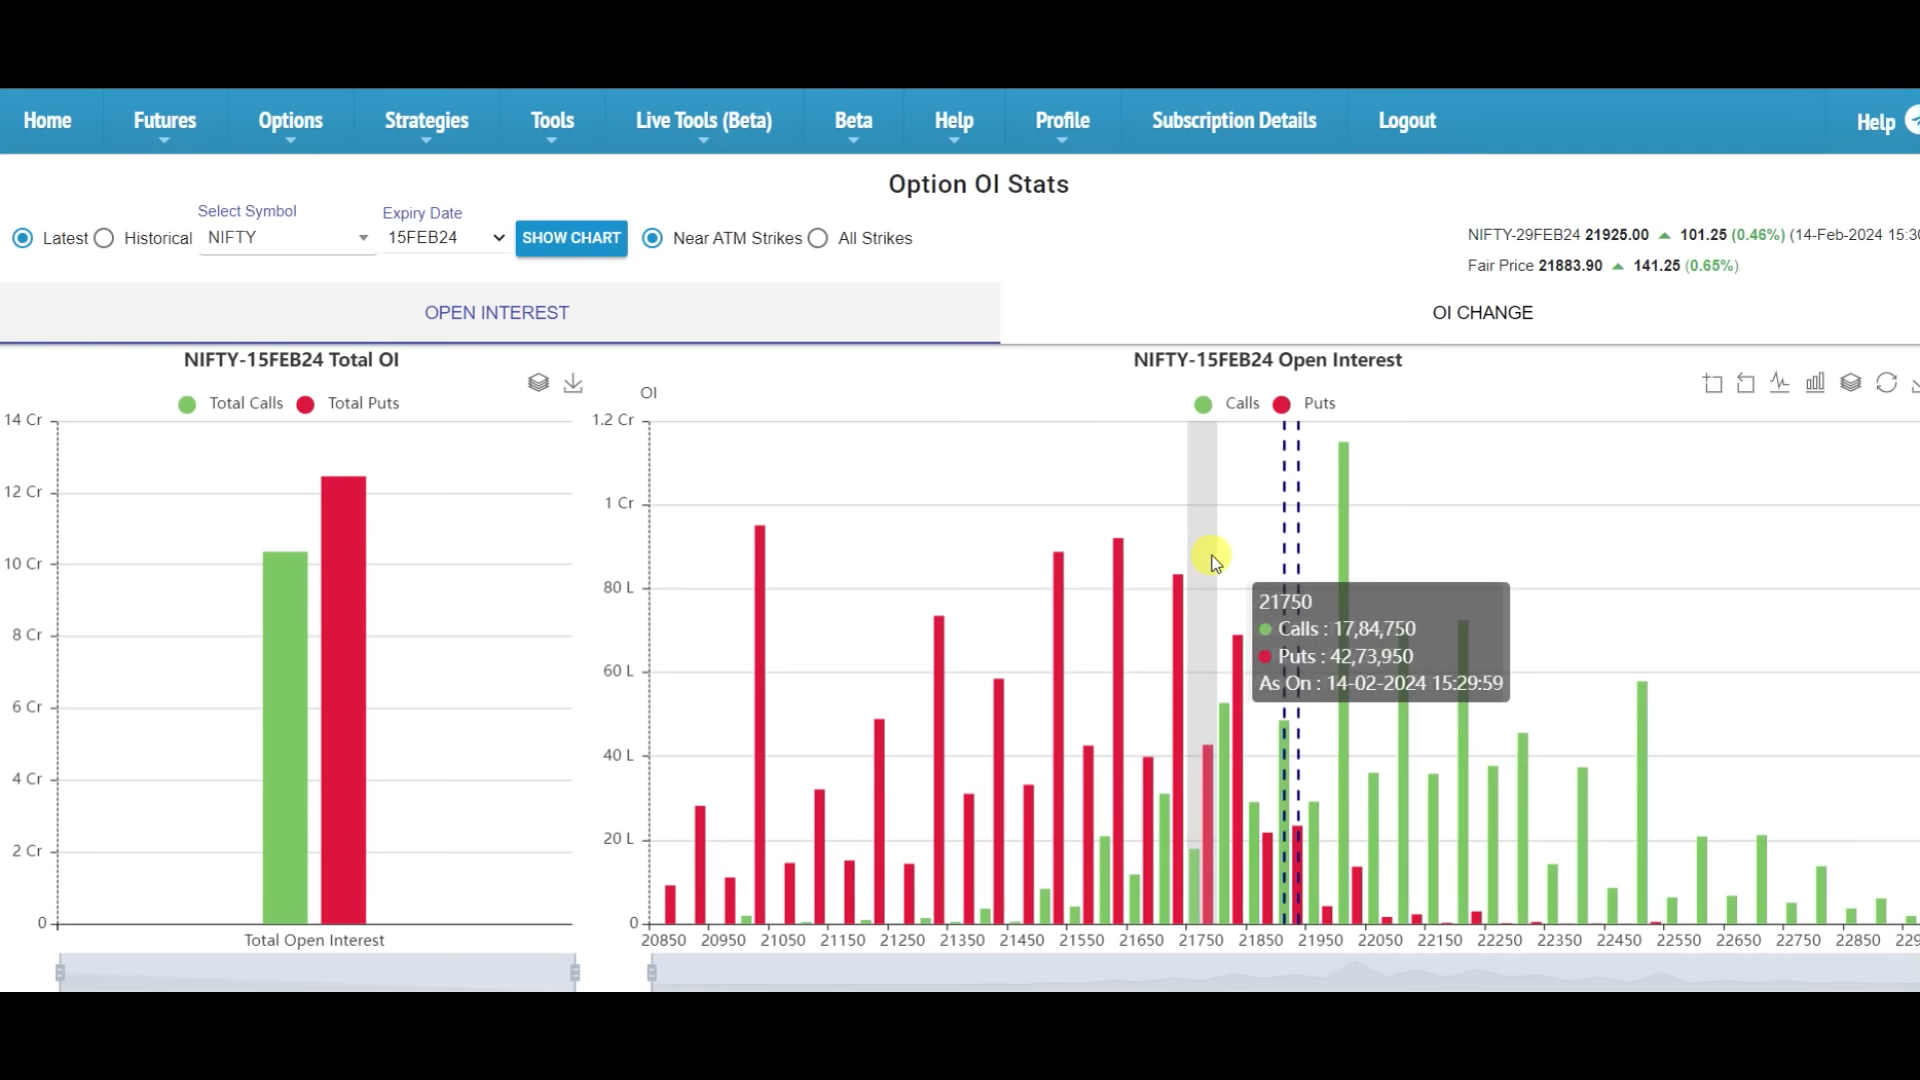 Home Futures Options Strategies Tools Live Tools (Beta) Beta Help Profile Subscription Details Logout Help
Option OI Stats
Select Symbol Expiry Date
Latest Historical NIFTY 15FEB24 SHOW CHART Near ATM Strikes All Strikes
NIFTY-29FEB24 21925.00 101.25 (0.46%) (14-Feb-2024 15:30
Fair Price 21883.90 141.25 (0.65%)
OPEN INTEREST OI CHANGE
NIFTY-15FEB24 Total OI
Total Calls Total Puts
14 Cr
12 Cr
10 Cr
8 Cr
6 Cr
4 Cr
2 Cr
0
Total Open Interest
NIFTY-15FEB24 Open Interest
OI
Calls Puts
1.2 Cr
1 Cr
80 L
60 L
40 L
20 L
0
21750
Calls : 17,84,750
Puts : 42,73,950
As On : 14-02-2024 15:29:59
20850 20950 21050 21150 21250 21350 21450 21550 21650 21750 21850 21950 22050 22150 22250 22350 22450 22550 22650 22750 22850 229